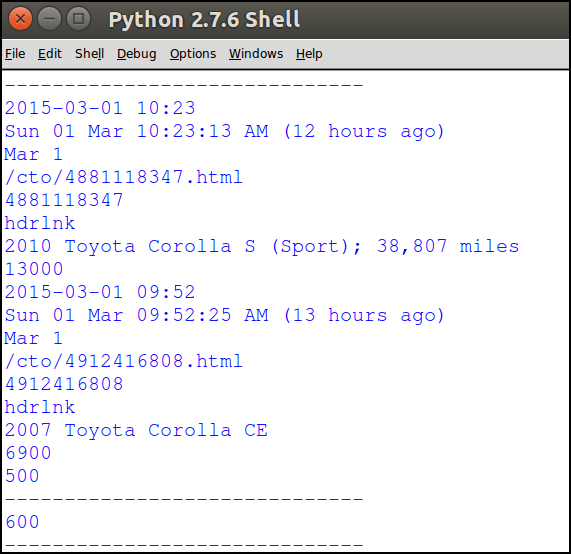 Python 2.7.6 Shell
File Edit Shell Debug Options Windows Help
------------------------------
2015-03-01 10:23
Sun 01 Mar 10:23:13 AM (12 hours ago)
Mar 1
/cto/4881118347.html
4881118347
hdrlnk
2010 Toyota Corolla S (Sport); 38,807 miles
13000
2015-03-01 09:52
Sun 01 Mar 09:52:25 AM (13 hours ago)
Mar 1
/cto/4912416808.html
4912416808
hdrlnk
2007 Toyota Corolla CE
6900
500
------------------------------
600
------------------------------